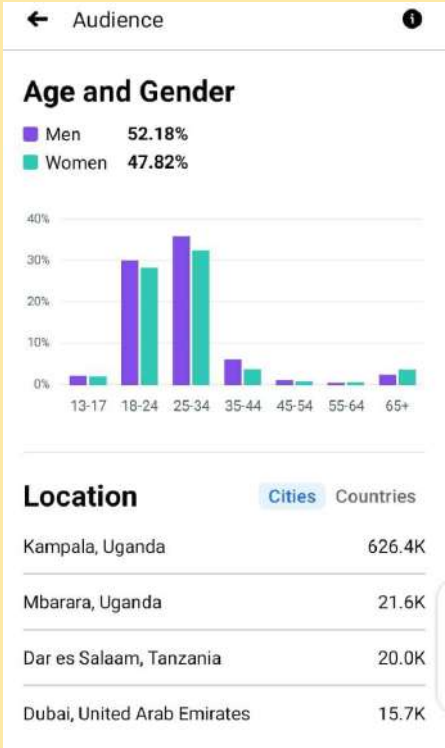 Audience
Age and Gender
Men 52.18%
Women 47.82%
40%
30%
20%
10%
0%
13-17 18-24 25-34 35-44 45-54 55-64 65+
Location Cities Countries
Kampala, Uganda 626.4K
Mbarara, Uganda 21.6K
Dar es Salaam, Tanzania 20.0K
Dubai, United Arab Emirates 15.7K